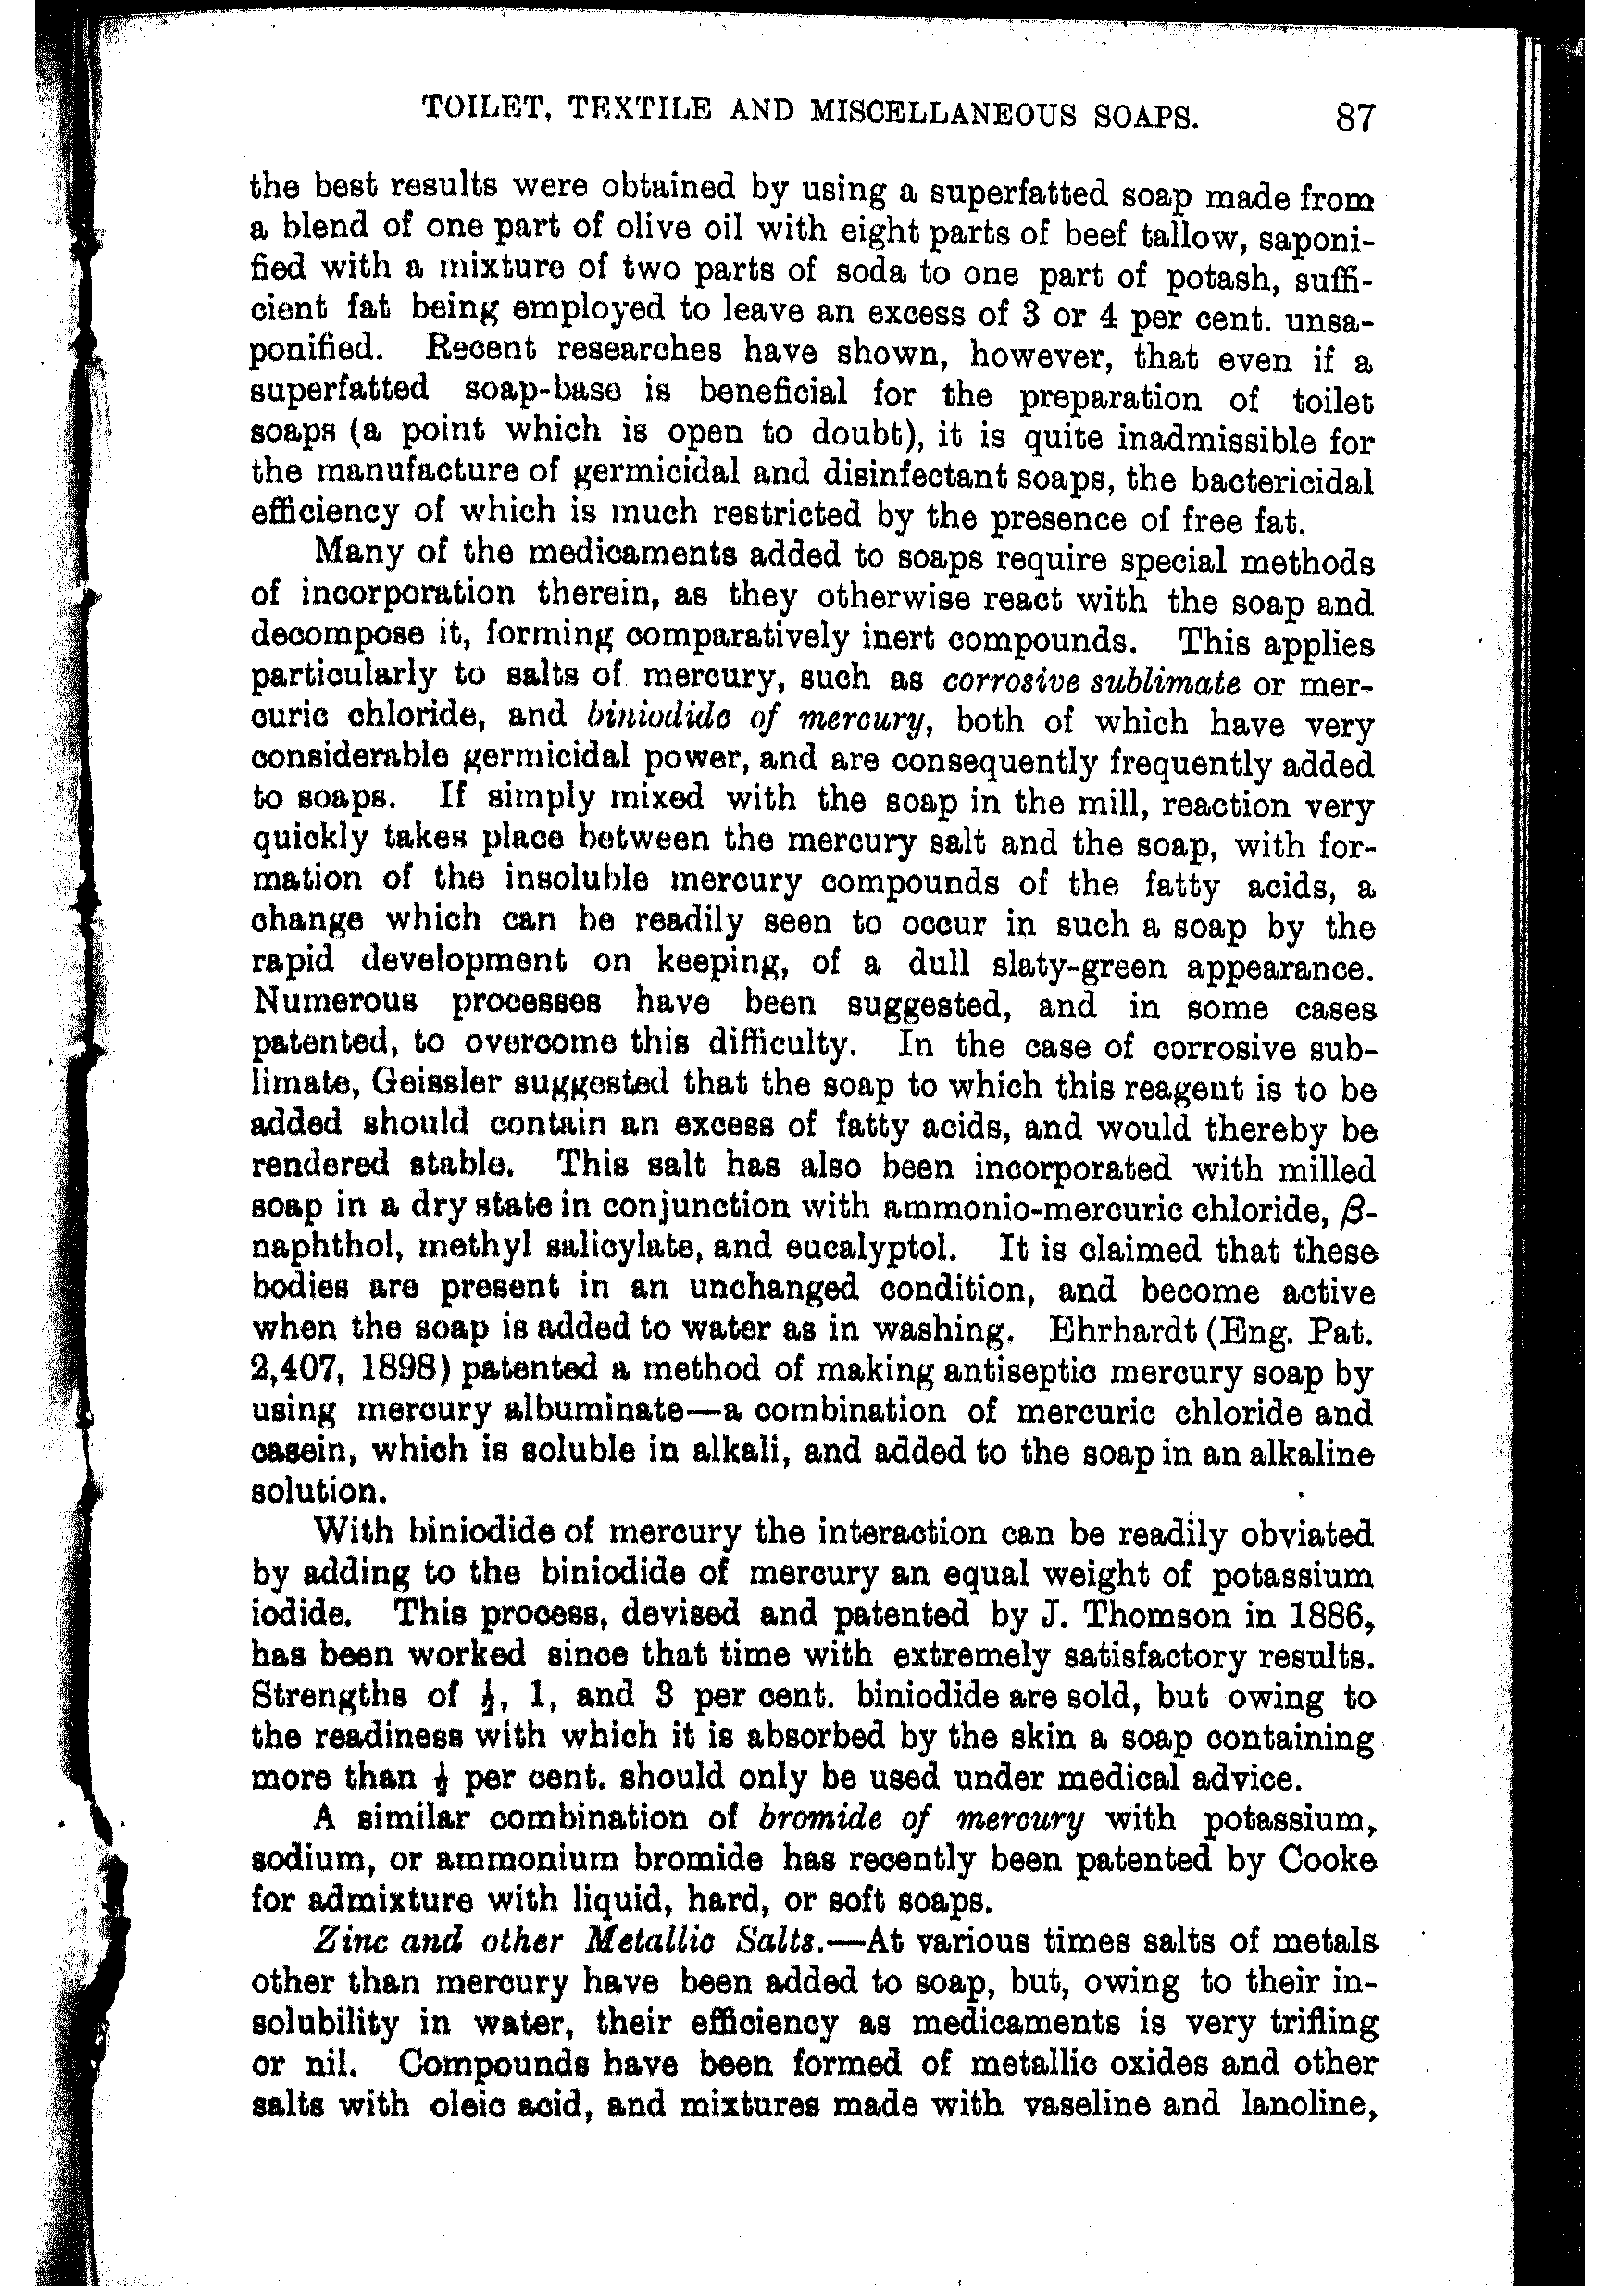 TOILET, TEXTILE AND MISCELLANEOUS SOAPS. 87
the best results were obtained by using a superfatted soap made from
a blend of one part of olive oil with eight parts of beef tallow, saponi-
fied with a mixture of two parts of soda to one part of potash, suffi-
cient fat being employed to leave an excess of 3 or 4 per cent. unsa-
ponified. Recent researches have shown, however, that even if a
superfatted soap-base is beneficial for the preparation of toilet
soaps (a point which is open to doubt), it is quite inadmissible for
the manufacture of germicidal and disinfectant soaps, the bactericidal
efficiency of which is much restricted by the presence of free fat.
Many of the medicaments added to soaps require special methods
of incorporation therein, as they otherwise react with the soap and
decompose it, forming comparatively inert compounds. This applies
particularly to salts of mercury, such as corrosive sublimate or mer-
curic chloride, and biniodide of mercury, both of which have very
considerable germicidal power, and are consequently frequently added
to soaps. If simply mixed with the soap in the mill, reaction very
quickly takes place between the mercury salt and the soap, with for-
mation of the insoluble mercury compounds of the fatty acids, a
change which can be readily seen to occur in such a soap by the
rapid development on keeping, of a dull slaty-green appearance.
Numerous processes have been suggested, and in some cases
patented, to overcome this difficulty. In the case of corrosive sub-
limate, Geissler suggested that the soap to which this reagent is to be
added should contain an excess of fatty acids, and would thereby be
rendered stable. This salt has also been incorporated with milled
soap in a dry state in conjunction with ammonio-mercuric chloride, β-
naphthol, methyl salicylate, and eucalyptol. It is claimed that these
bodies are present in an unchanged condition, and become active
when the soap is added to water as in washing. Ehrhardt (Eng. Pat.
2,407, 1898) patented a method of making antiseptic mercury soap by
using mercury albuminate—a combination of mercuric chloride and
casein, which is soluble in alkali, and added to the soap in an alkaline
solution.
With biniodide of mercury the interaction can be readily obviated
by adding to the biniodide of mercury an equal weight of potassium
iodide. This process, devised and patented by J. Thomson in 1886,
has been worked since that time with extremely satisfactory results.
Strengths of ½, 1, and 3 per cent. biniodide are sold, but owing to
the readiness with which it is absorbed by the skin a soap containing
more than ½ per cent. should only be used under medical advice.
A similar combination of bromide of mercury with potassium,
sodium, or ammonium bromide has recently been patented by Cooke
for admixture with liquid, hard, or soft soaps.
Zinc and other Metallic Salts.—At various times salts of metals
other than mercury have been added to soap, but, owing to their in-
solubility in water, their efficiency as medicaments is very trifling
or nil. Compounds have been formed of metallic oxides and other
salts with oleic acid, and mixtures made with vaseline and lanoline,